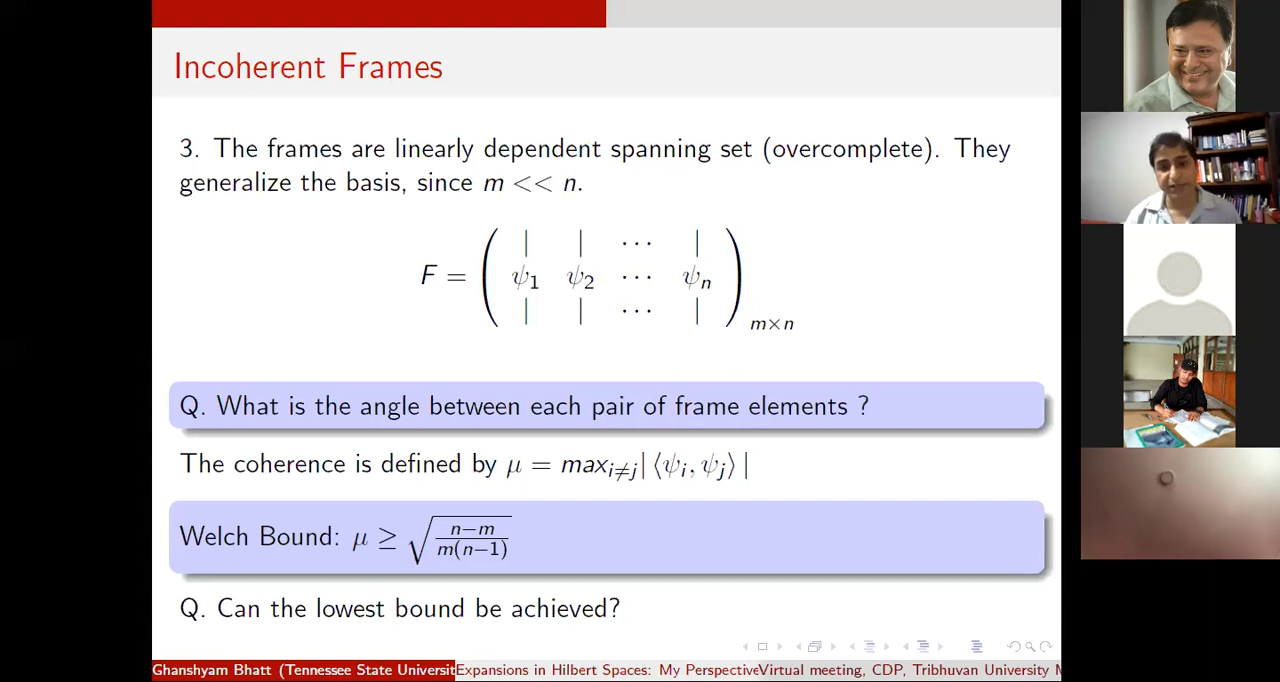 Incoherent Frames
3. The frames are linearly dependent spanning set (overcomplete). They
generalize the basis, since m << n.
| | ⋯ |
F = ( ψ₁ ψ₂ ⋯ ψₙ )
| | ⋯ |
m×n
Q. What is the angle between each pair of frame elements ?
The coherence is defined by μ = max_{i≠j}| ⟨ψᵢ, ψⱼ⟩ |
Welch Bound: μ ≥ √((n−m)/(m(n−1)))
Q. Can the lowest bound be achieved?
Ghanshyam Bhatt (Tennessee State Universit Expansions in Hilbert Spaces: My Perspective Virtual meeting, CDP, Tribhuvan University